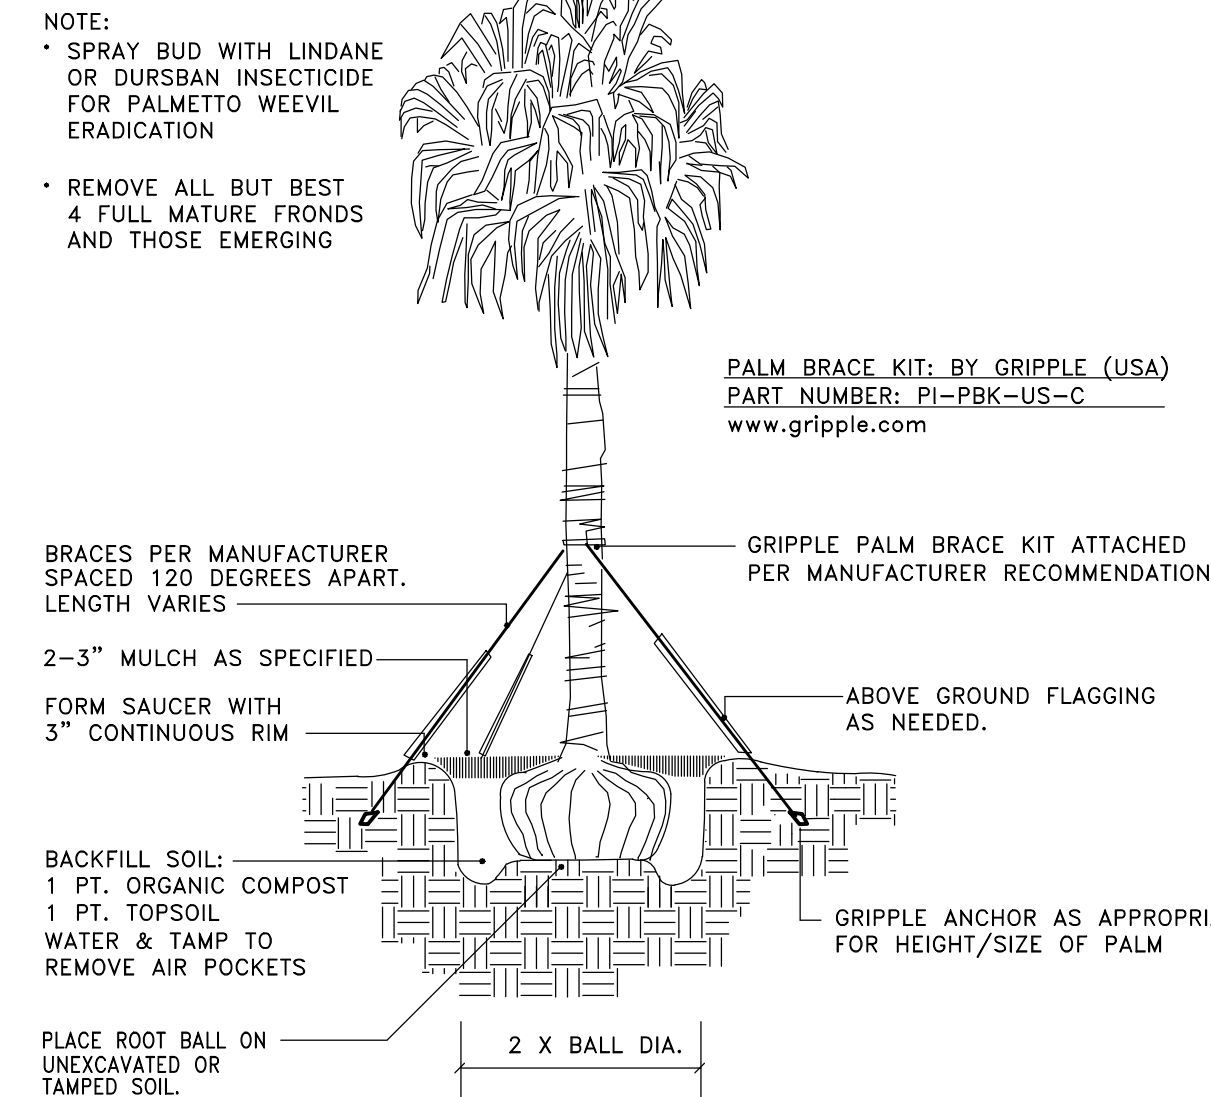 NOTE:
• SPRAY BUD WITH LINDANE
OR DURSBAN INSECTICIDE
FOR PALMETTO WEEVIL
ERADICATION
• REMOVE ALL BUT BEST
4 FULL MATURE FRONDS
AND THOSE EMERGING
PALM BRACE KIT: BY GRIPPLE (USA)
PART NUMBER: PI-PBK-US-C
www.gripple.com
BRACES PER MANUFACTURER
SPACED 120 DEGREES APART.
LENGTH VARIES
GRIPPLE PALM BRACE KIT ATTACHED
PER MANUFACTURER RECOMMENDATION
2-3" MULCH AS SPECIFIED
FORM SAUCER WITH
3" CONTINUOUS RIM
ABOVE GROUND FLAGGING
AS NEEDED.
BACKFILL SOIL:
1 PT. ORGANIC COMPOST
1 PT. TOPSOIL
WATER & TAMP TO
REMOVE AIR POCKETS
GRIPPLE ANCHOR AS APPROPRI
FOR HEIGHT/SIZE OF PALM
PLACE ROOT BALL ON
UNEXCAVATED OR
TAMPED SOIL.
2 X BALL DIA.